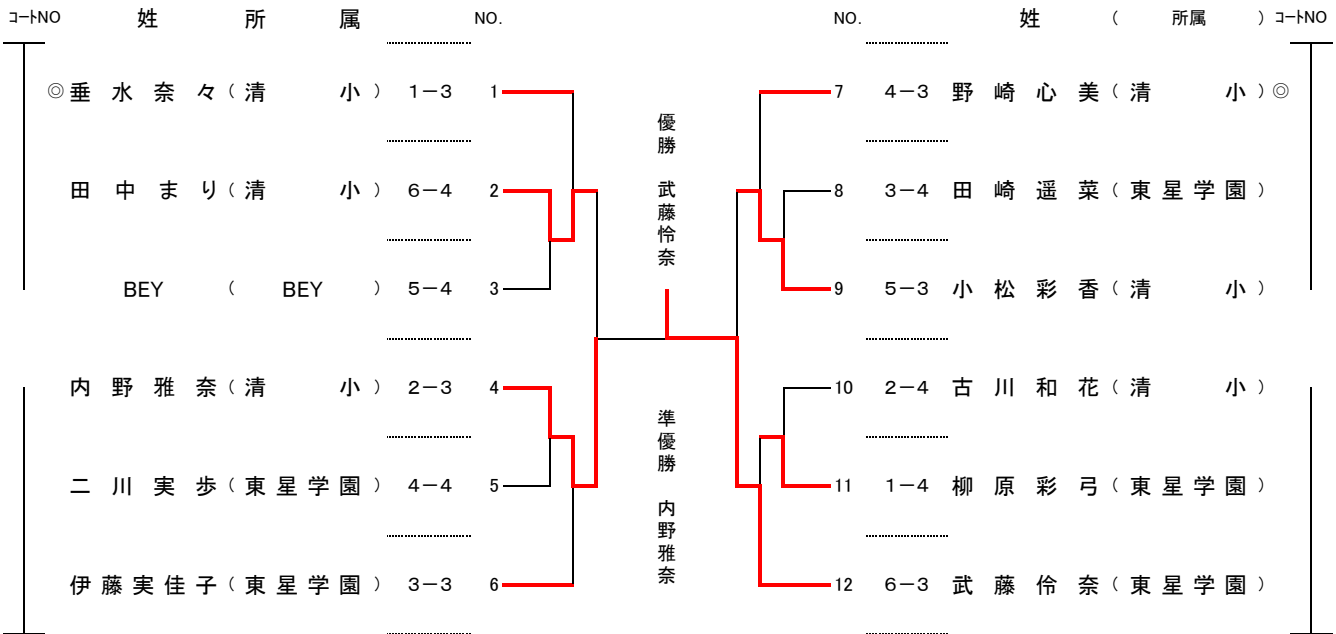 コートNO 姓 所 属 NO. NO. 姓 （ 所属 ） コートNO
◎ 垂水奈々 （ 清 小 ） 1－3 1 7 4－3 野崎心美 （ 清 小 ） ◎
田中まり （ 清 小 ） 6－4 2 8 3－4 田崎遥菜 （ 東星学園 ）
BEY （ BEY ） 5－4 3 9 5－3 小松彩香 （ 清 小 ）
内野雅奈 （ 清 小 ） 2－3 4 10 2－4 古川和花 （ 清 小 ）
二川実歩 （ 東星学園 ） 4－4 5 11 1－4 柳原彩弓 （ 東星学園 ）
伊藤実佳子 （ 東星学園 ） 3－3 6 12 6－3 武藤伶奈 （ 東星学園 ）
優勝 武藤怜奈
準優勝 内野雅奈